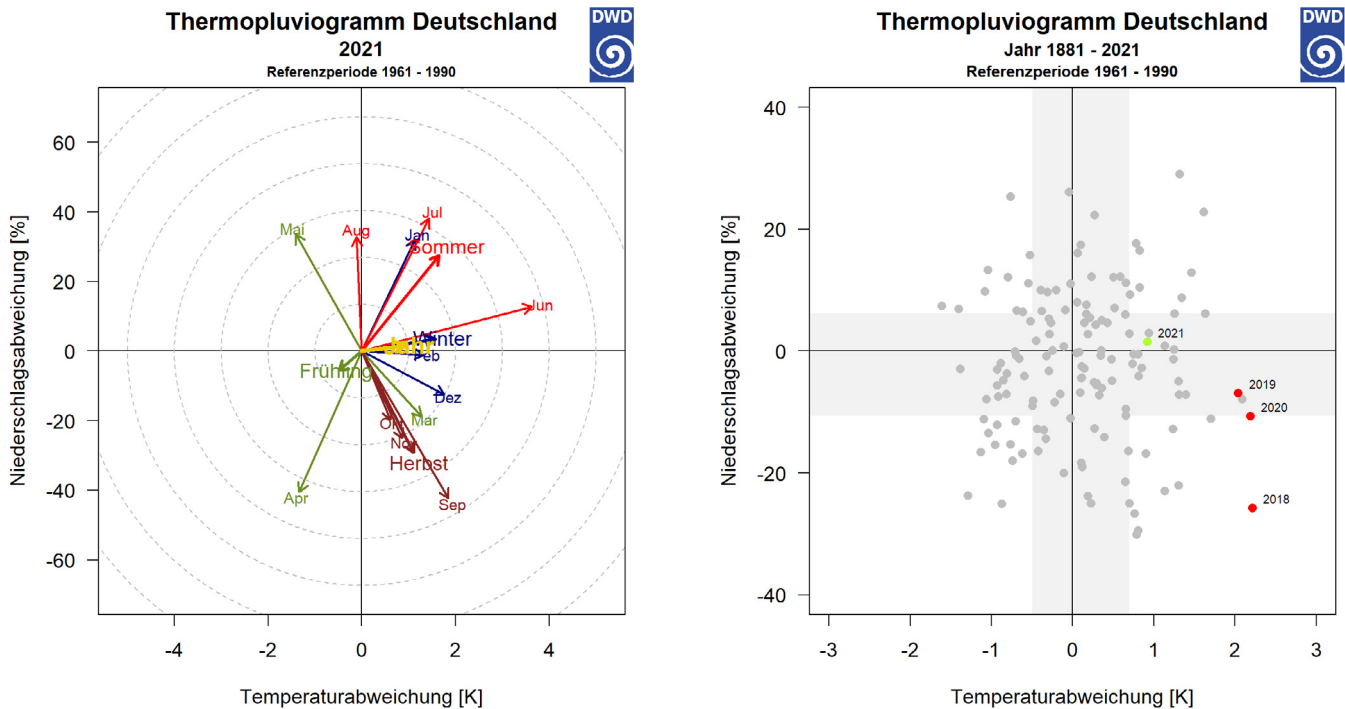 Thermopluviogramm Deutschland
2021
Referenzperiode 1961 - 1990
DWD
Niederschlagsabweichung [%]
60
40
20
0
-20
-40
-60
Mai
Aug
Jul
Jan
Sommer
Jun
Winter
Jahr
Feb
Frühling
Dez
Mar
Okt
Nov
Herbst
Apr
Sep
-4
-2
0
2
4
Temperaturabweichung [K]
Thermopluviogramm Deutschland
Jahr 1881 - 2021
Referenzperiode 1961 - 1990
DWD
Niederschlagsabweichung [%]
40
20
0
-20
-40
2021
2019
2020
2018
-3
-2
-1
0
1
2
3
Temperaturabweichung [K]